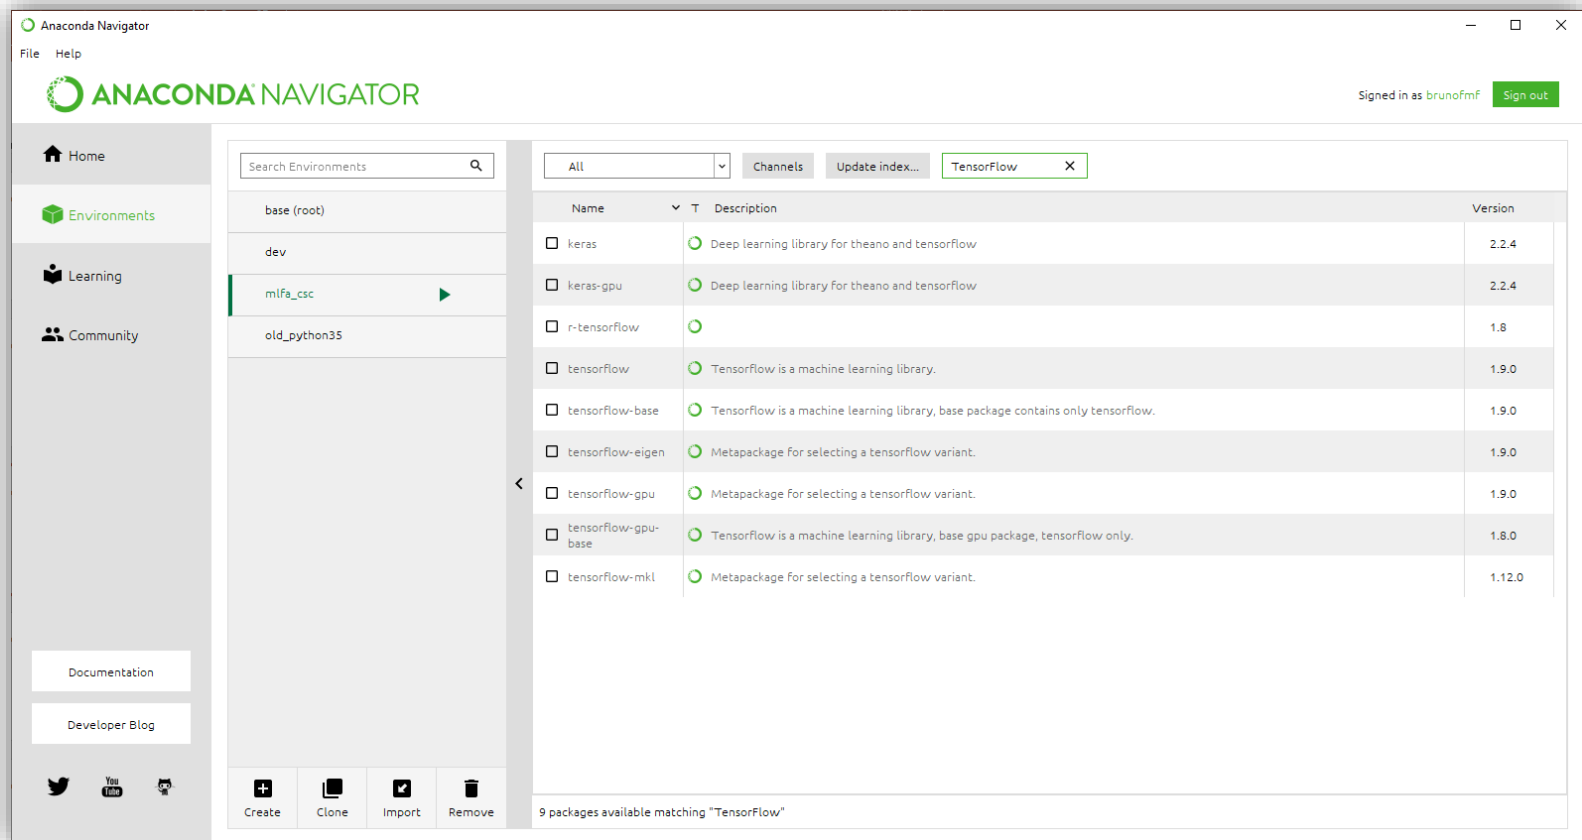 Anaconda Navigator
File Help
ANACONDA NAVIGATOR
Signed in as brunofmf Sign out
Home
Environments
Learning
Community
Documentation
Developer Blog
You
Tube
Search Environments
base (root)
dev
mlfa_csc
old_python35
Create Clone Import Remove
All Channels Update index... TensorFlow
Name T Description Version
keras Deep learning library for theano and tensorflow 2.2.4
keras-gpu Deep learning library for theano and tensorflow 2.2.4
r-tensorflow 1.8
tensorflow Tensorflow is a machine learning library. 1.9.0
tensorflow-base Tensorflow is a machine learning library, base package contains only tensorflow. 1.9.0
tensorflow-eigen Metapackage for selecting a tensorflow variant. 1.9.0
tensorflow-gpu Metapackage for selecting a tensorflow variant. 1.9.0
tensorflow-gpu-
base Tensorflow is a machine learning library, base gpu package, tensorflow only. 1.8.0
tensorflow-mkl Metapackage for selecting a tensorflow variant. 1.12.0
9 packages available matching "TensorFlow"